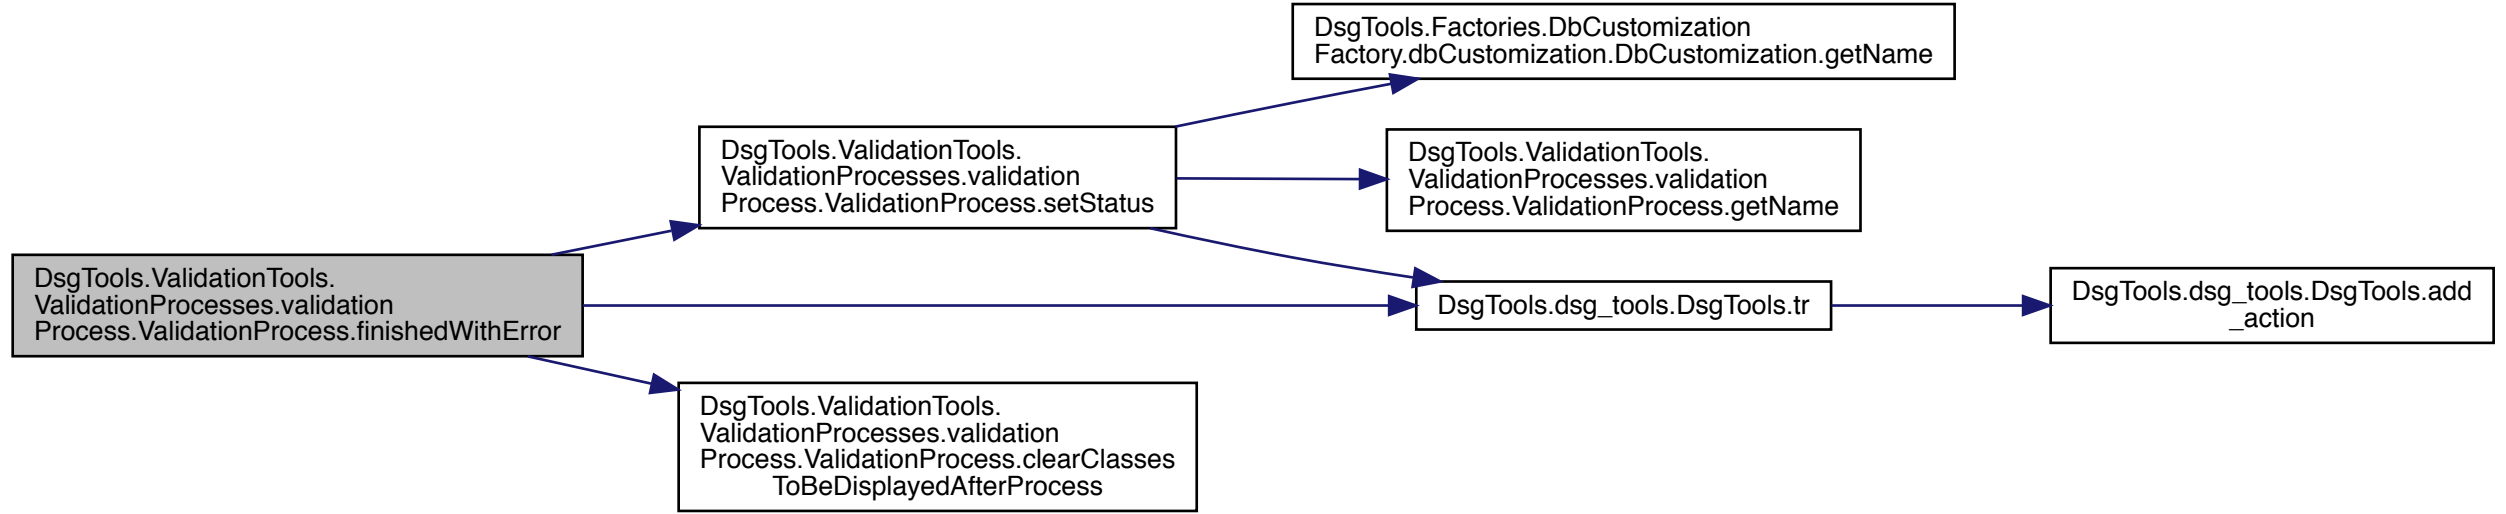 DsgTools.Factories.DbCustomization
Factory.dbCustomization.DbCustomization.getName
DsgTools.ValidationTools.
ValidationProcesses.validation
Process.ValidationProcess.setStatus
DsgTools.ValidationTools.
ValidationProcesses.validation
Process.ValidationProcess.getName
DsgTools.ValidationTools.
ValidationProcesses.validation
Process.ValidationProcess.finishedWithError
DsgTools.dsg_tools.DsgTools.tr
DsgTools.dsg_tools.DsgTools.add
_action
DsgTools.ValidationTools.
ValidationProcesses.validation
Process.ValidationProcess.clearClasses
ToBeDisplayedAfterProcess